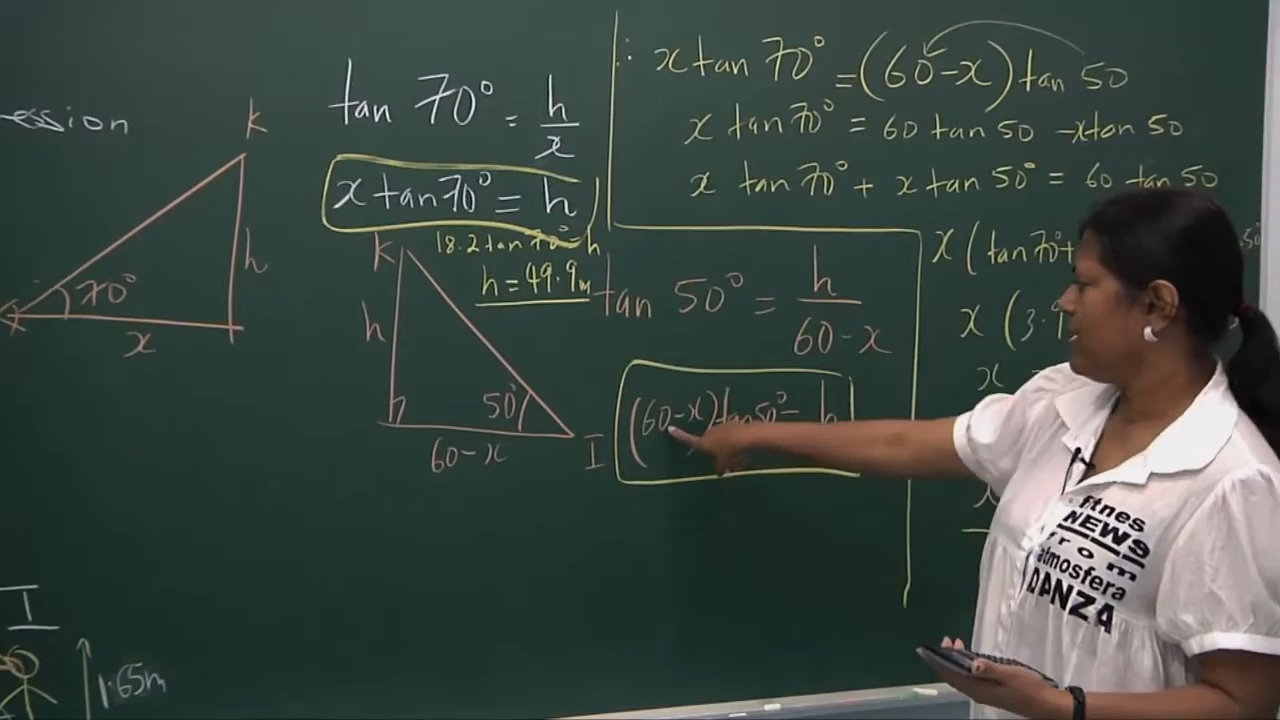 ession
k
h
70°
x
tan 70° = h/x
x tan 70° = h
18.2 tan 70° = h
h = 49.9m
k
h
50°
60-x
I
∴ x tan 70° = (60-x) tan 50
x tan 70° = 60 tan 50 - x tan 50
x tan 70° + x tan 50° = 60 tan 50
tan 50° = h/60-x
(60-x) tan 50° = h
x (tan 70° +
x (3.9
x
I
1.65m
fitnes
NEWS
from
atmosfera
DANZA